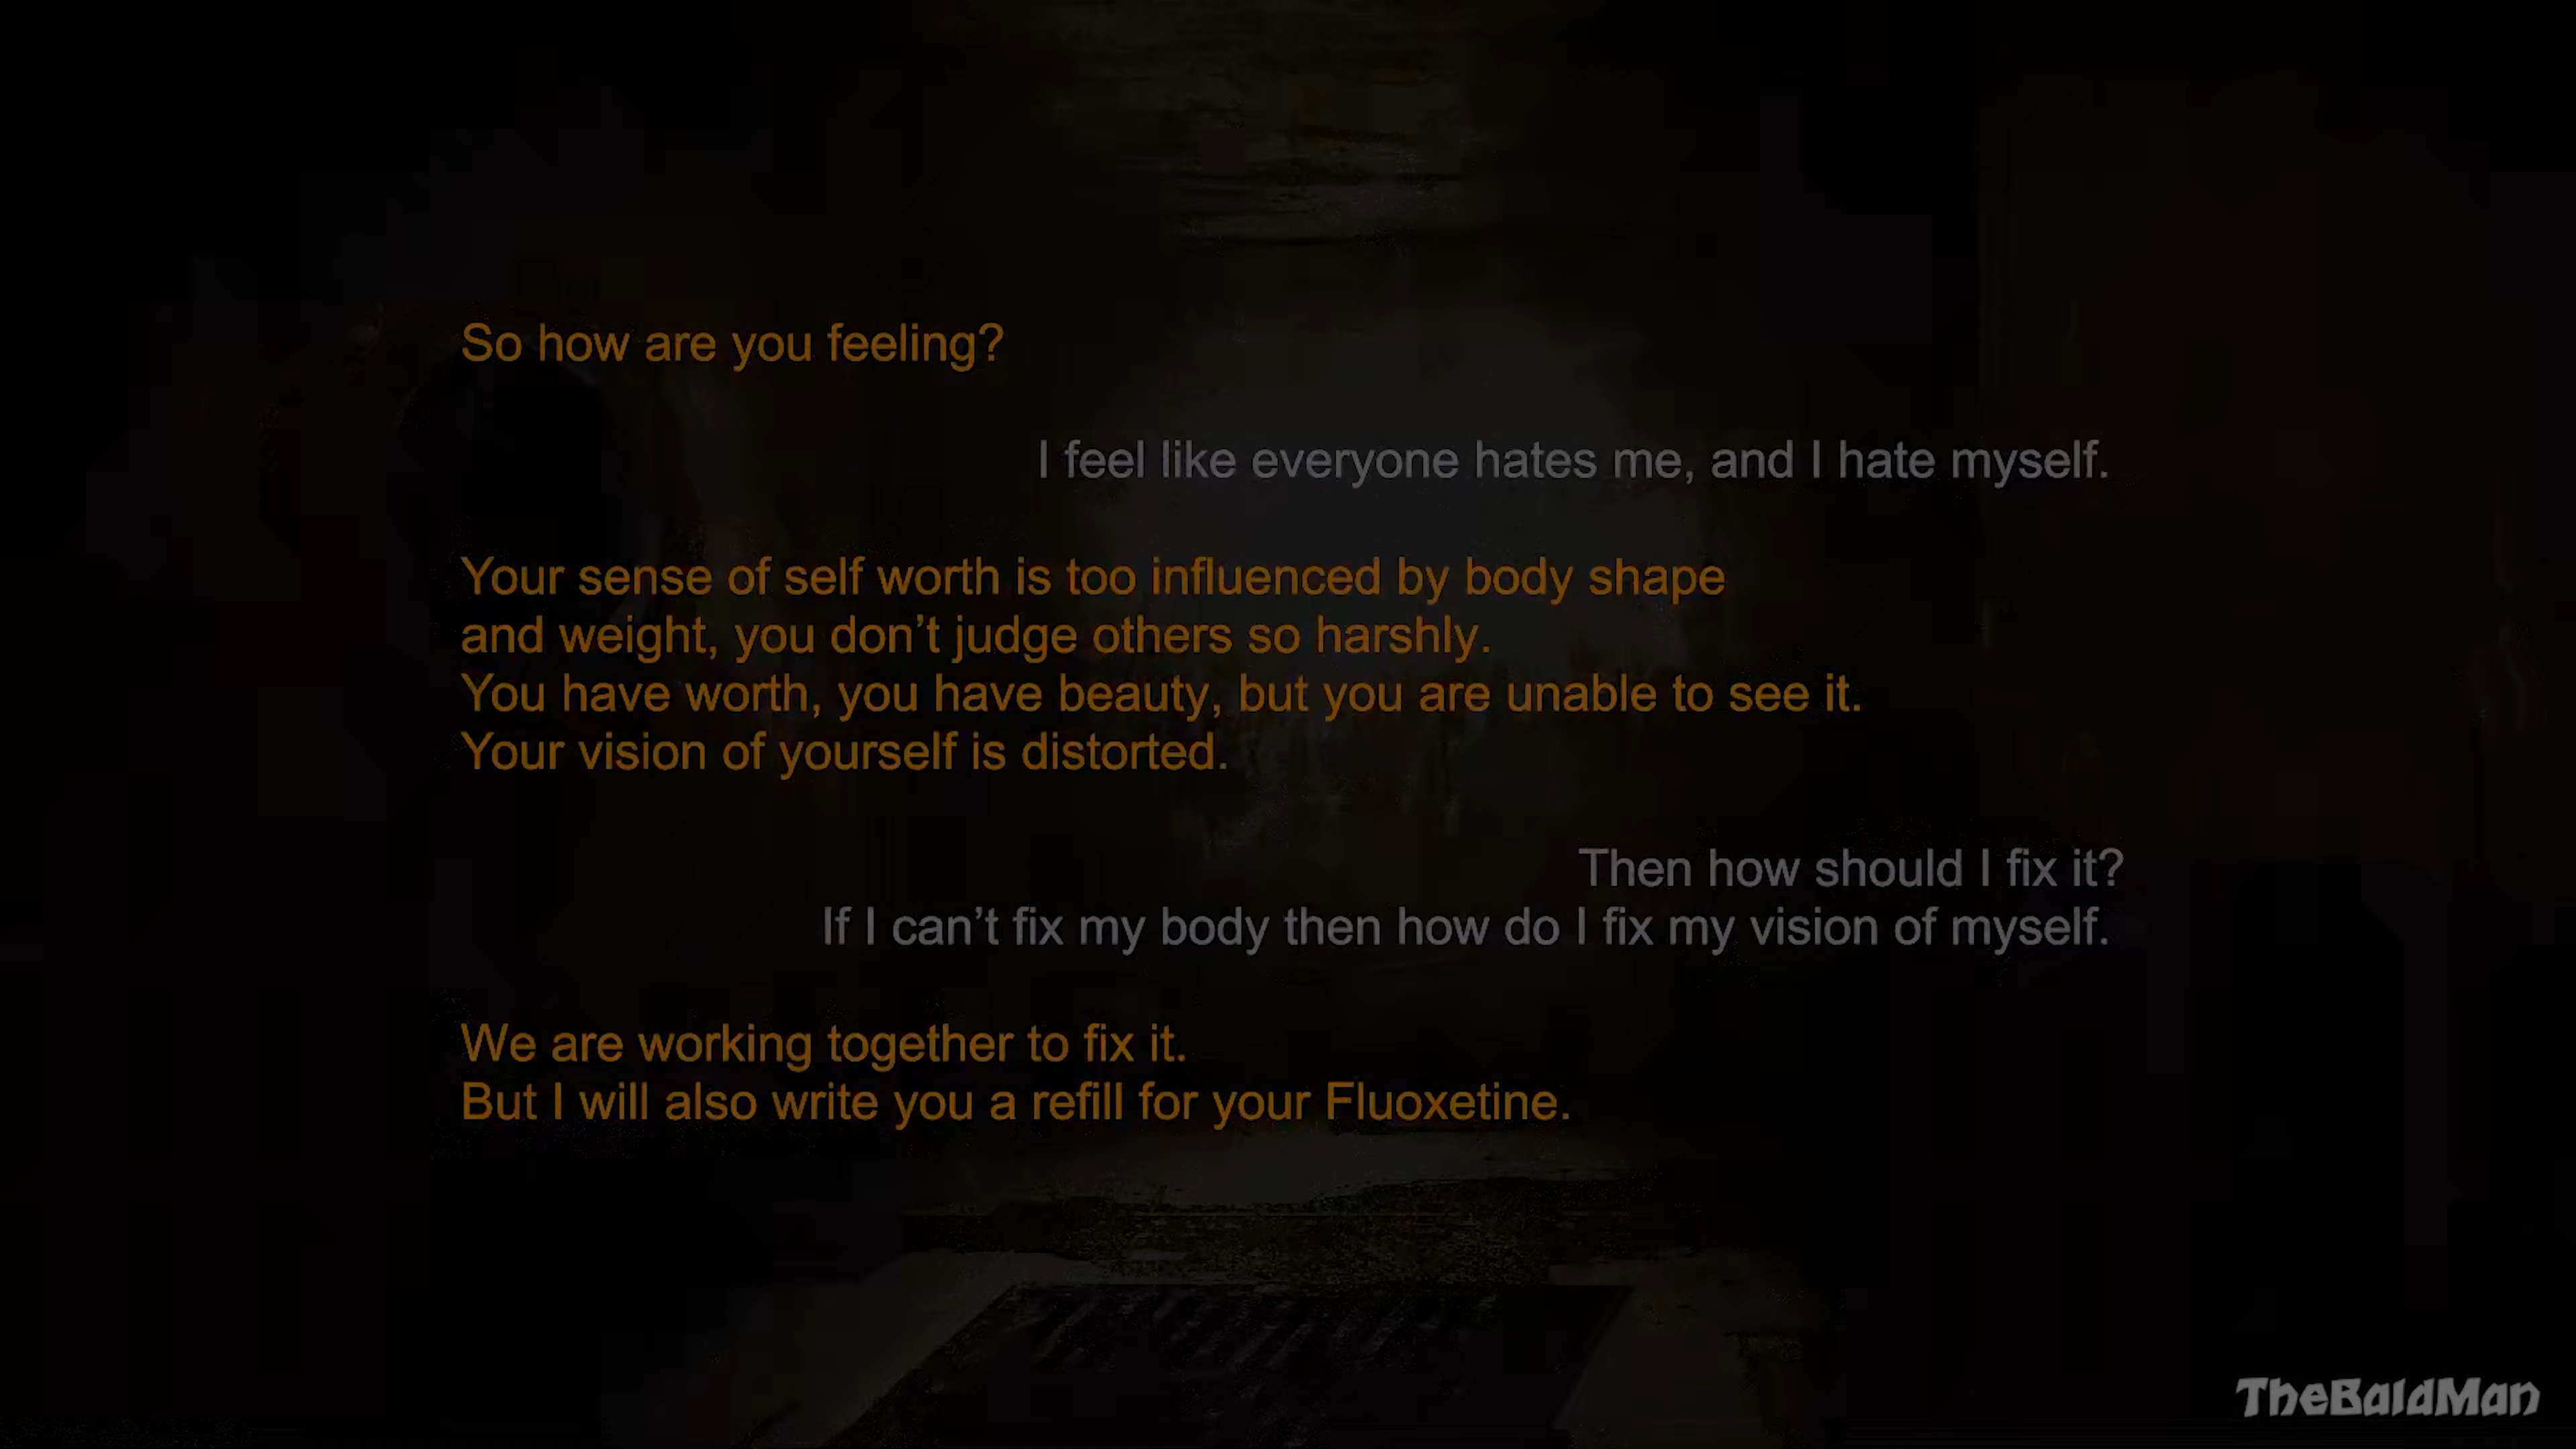 So how are you feeling?
I feel like everyone hates me, and I hate myself.
Your sense of self worth is too influenced by body shape
and weight, you don’t judge others so harshly.
You have worth, you have beauty, but you are unable to see it.
Your vision of yourself is distorted.
Then how should I fix it?
If I can’t fix my body then how do I fix my vision of myself.
We are working together to fix it.
But I will also write you a refill for your Fluoxetine.
TheBaldMan